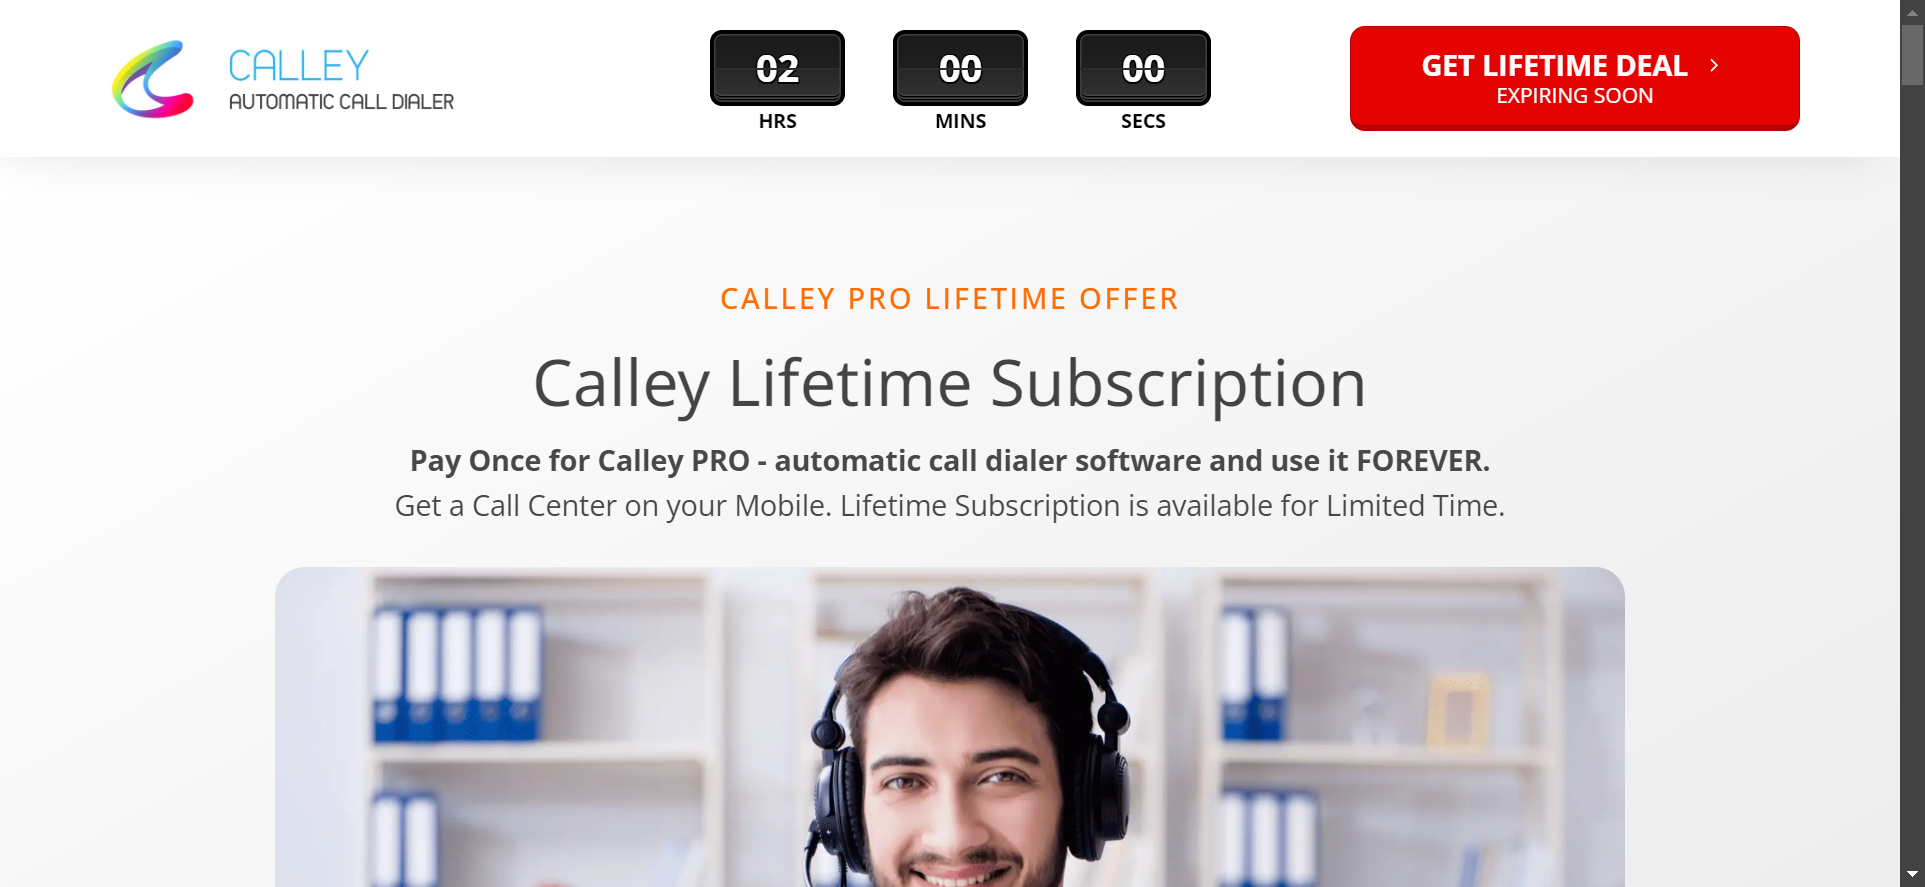 CALLEY
AUTOMATIC CALL DIALER
02
HRS
00
MINS
00
SECS
GET LIFETIME DEAL
EXPIRING SOON
CALLEY PRO LIFETIME OFFER
Calley Lifetime Subscription
Pay Once for Calley PRO - automatic call dialer software and use it FOREVER.
Get a Call Center on your Mobile. Lifetime Subscription is available for Limited Time.